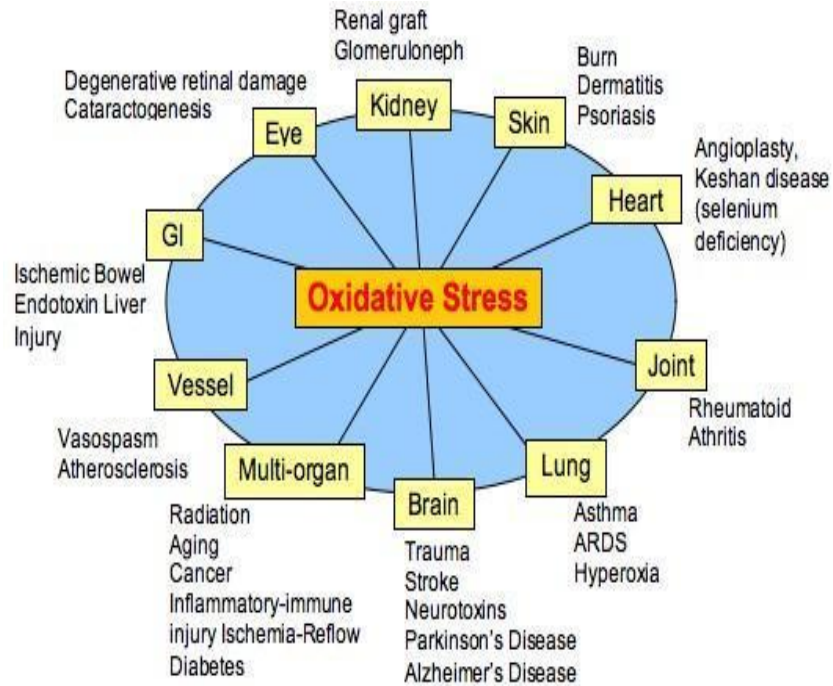 Renal graft
Glomeruloneph
Kidney
Burn
Dermatitis
Psoriasis
Skin
Angioplasty,
Keshan disease
(selenium
deficiency)
Heart
Joint
Rheumatoid
Athritis
Lung
Asthma
ARDS
Hyperoxia
Brain
Trauma
Stroke
Neurotoxins
Parkinson's Disease
Alzheimer's Disease
Multi-organ
Radiation
Aging
Cancer
Inflammatory-immune
injury Ischemia-Reflow
Diabetes
Vessel
Vasospasm
Atherosclerosis
GI
Ischemic Bowel
Endotoxin Liver
Injury
Eye
Degenerative retinal damage
Cataractogenesis
Oxidative Stress